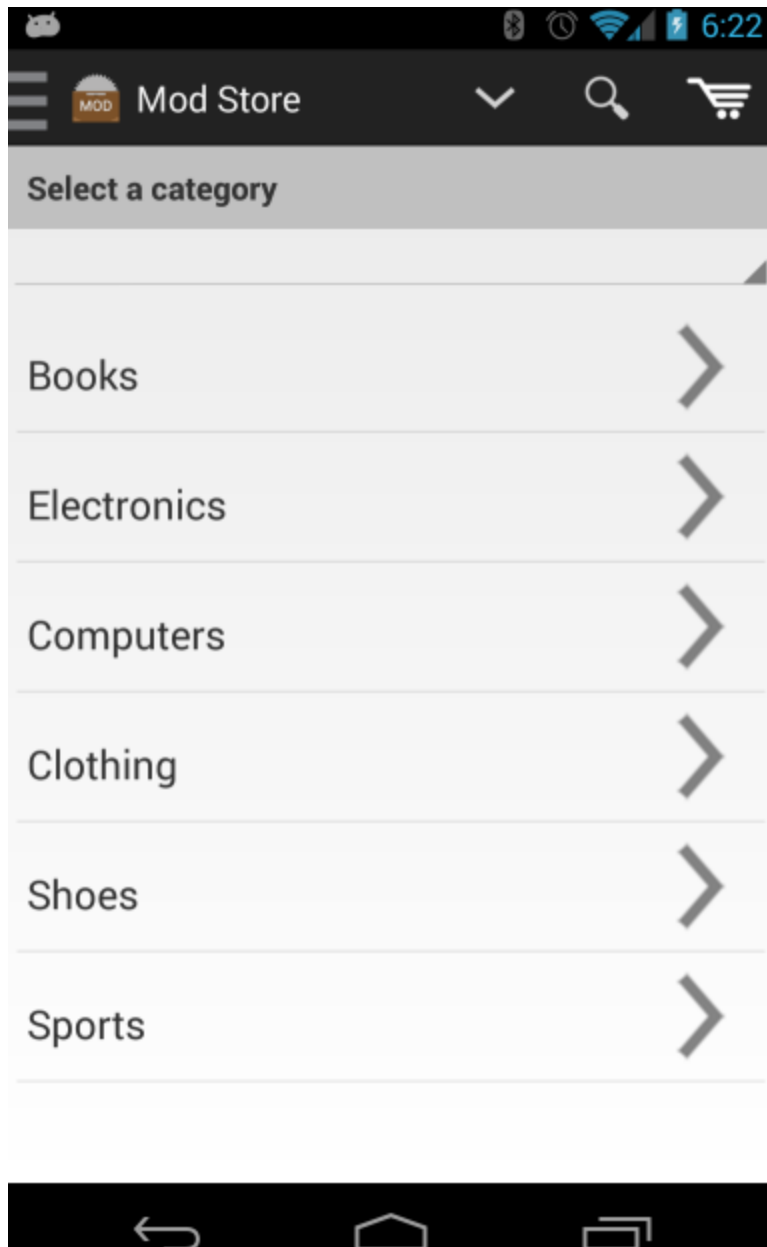 6:22
MOD
Mod Store
Select a category
Books
Electronics
Computers
Clothing
Shoes
Sports